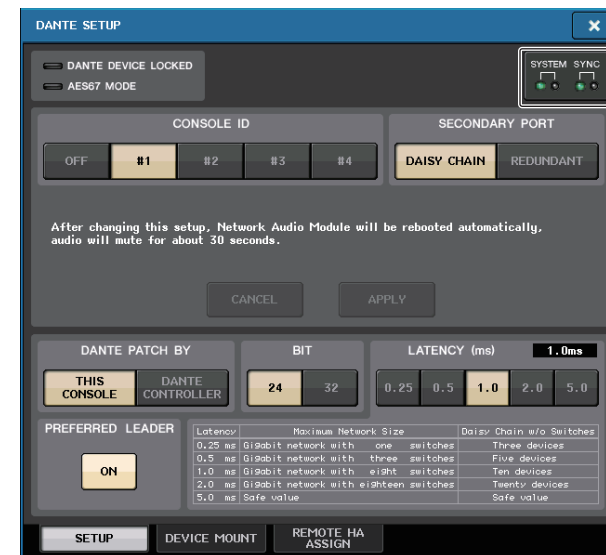 DANTE SETUP
DANTE DEVICE LOCKED
AES67 MODE
SYSTEM SYNC
CONSOLE ID
OFF #1 #2 #3 #4
SECONDARY PORT
DAISY CHAIN REDUNDANT
After changing this setup, Network Audio Module will be rebooted automatically,
audio will mute for about 30 seconds.
CANCEL APPLY
DANTE PATCH BY
THIS CONSOLE DANTE CONTROLLER
BIT
24 32
LATENCY (ms) 1.0ms
0.25 0.5 1.0 2.0 5.0
PREFERRED LEADER
ON
Latency Maximum Network Size Daisy Chain w/o Switches
0.25 ms Gigabit network with one switches Three devices
0.5 ms Gigabit network with three switches Five devices
1.0 ms Gigabit network with eight switches Ten devices
2.0 ms Gigabit network with eighteen switches Twenty devices
5.0 ms Safe value Safe value
SETUP DEVICE MOUNT REMOTE HA ASSIGN